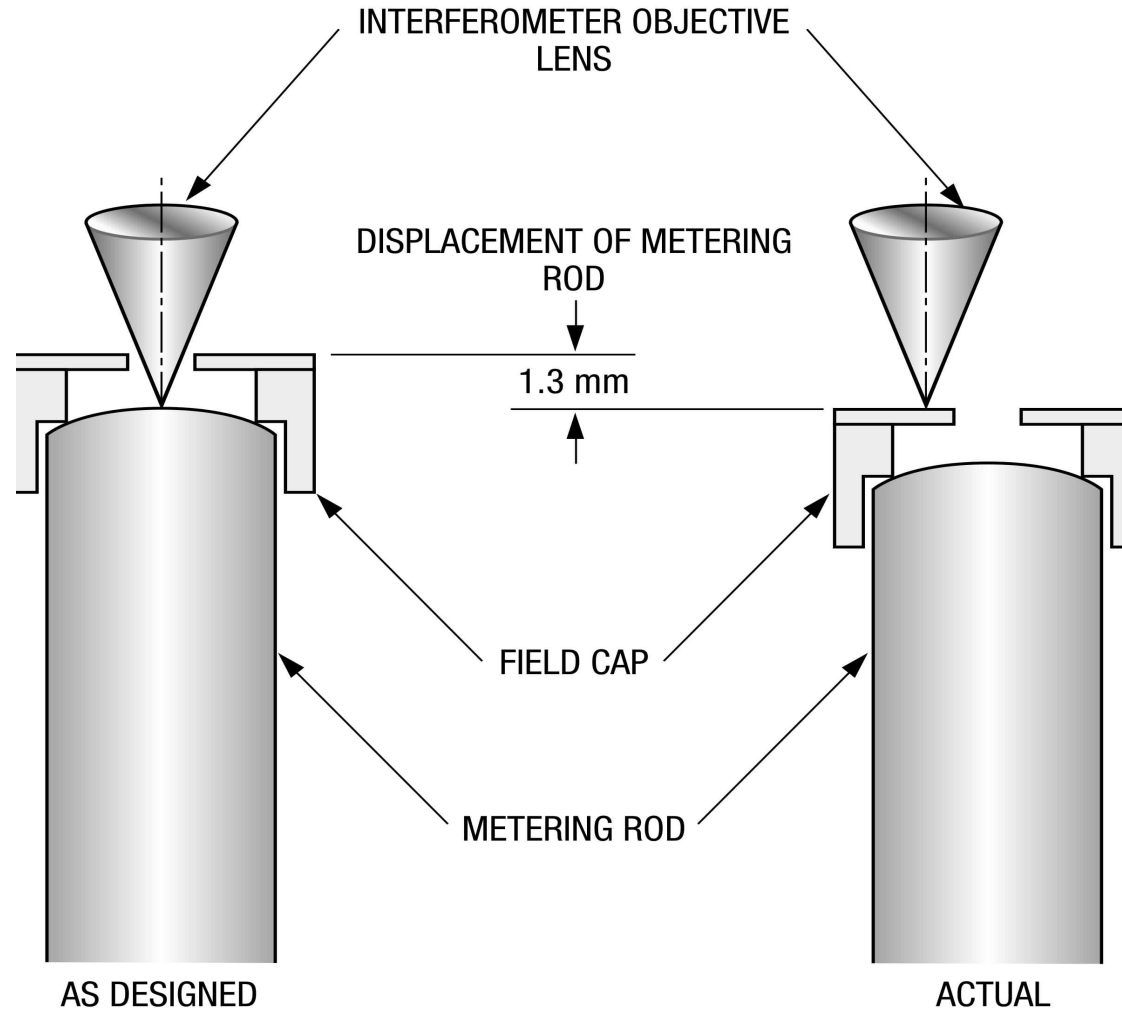 INTERFEROMETER OBJECTIVE
LENS
DISPLACEMENT OF METERING
ROD
1.3 mm
FIELD CAP
METERING ROD
AS DESIGNED
ACTUAL